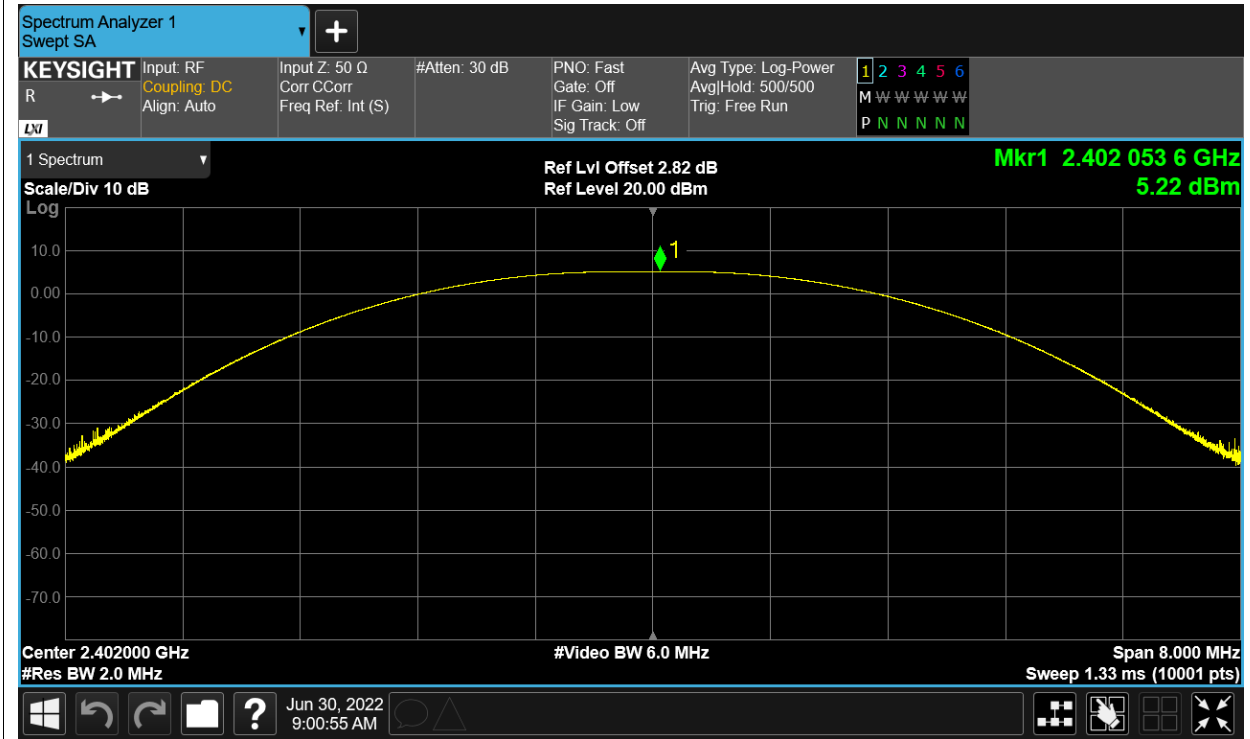 Spectrum Analyzer 1
Swept SA
+
KEYSIGHT
R
LXI
Input: RF
Coupling: DC
Align: Auto
Input Z: 50 Ω
Corr CCorr
Freq Ref: Int (S)
#Atten: 30 dB
PNO: Fast
Gate: Off
IF Gain: Low
Sig Track: Off
Avg Type: Log-Power
Avg|Hold: 500/500
Trig: Free Run
1 2 3 4 5 6
M W W W W W
P N N N N N
1 Spectrum
Scale/Div 10 dB
Log
Ref Lvl Offset 2.82 dB
Ref Level 20.00 dBm
Mkr1 2.402 053 6 GHz
5.22 dBm
1
10.0
0.00
-10.0
-20.0
-30.0
-40.0
-50.0
-60.0
-70.0
Center 2.402000 GHz
#Video BW 6.0 MHz
Span 8.000 MHz
#Res BW 2.0 MHz
Sweep 1.33 ms (10001 pts)
?
Jun 30, 2022
9:00:55 AM